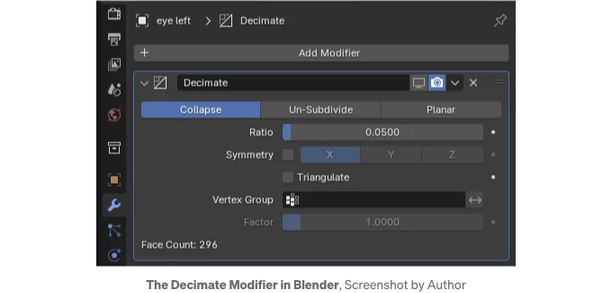 eye left > Decimate
+ Add Modifier
Decimate
Collapse Un-Subdivide Planar
Ratio 0.0500
Symmetry X Y Z
Triangulate
Vertex Group
Factor 1.0000
Face Count: 296
The Decimate Modifier in Blender, Screenshot by Author